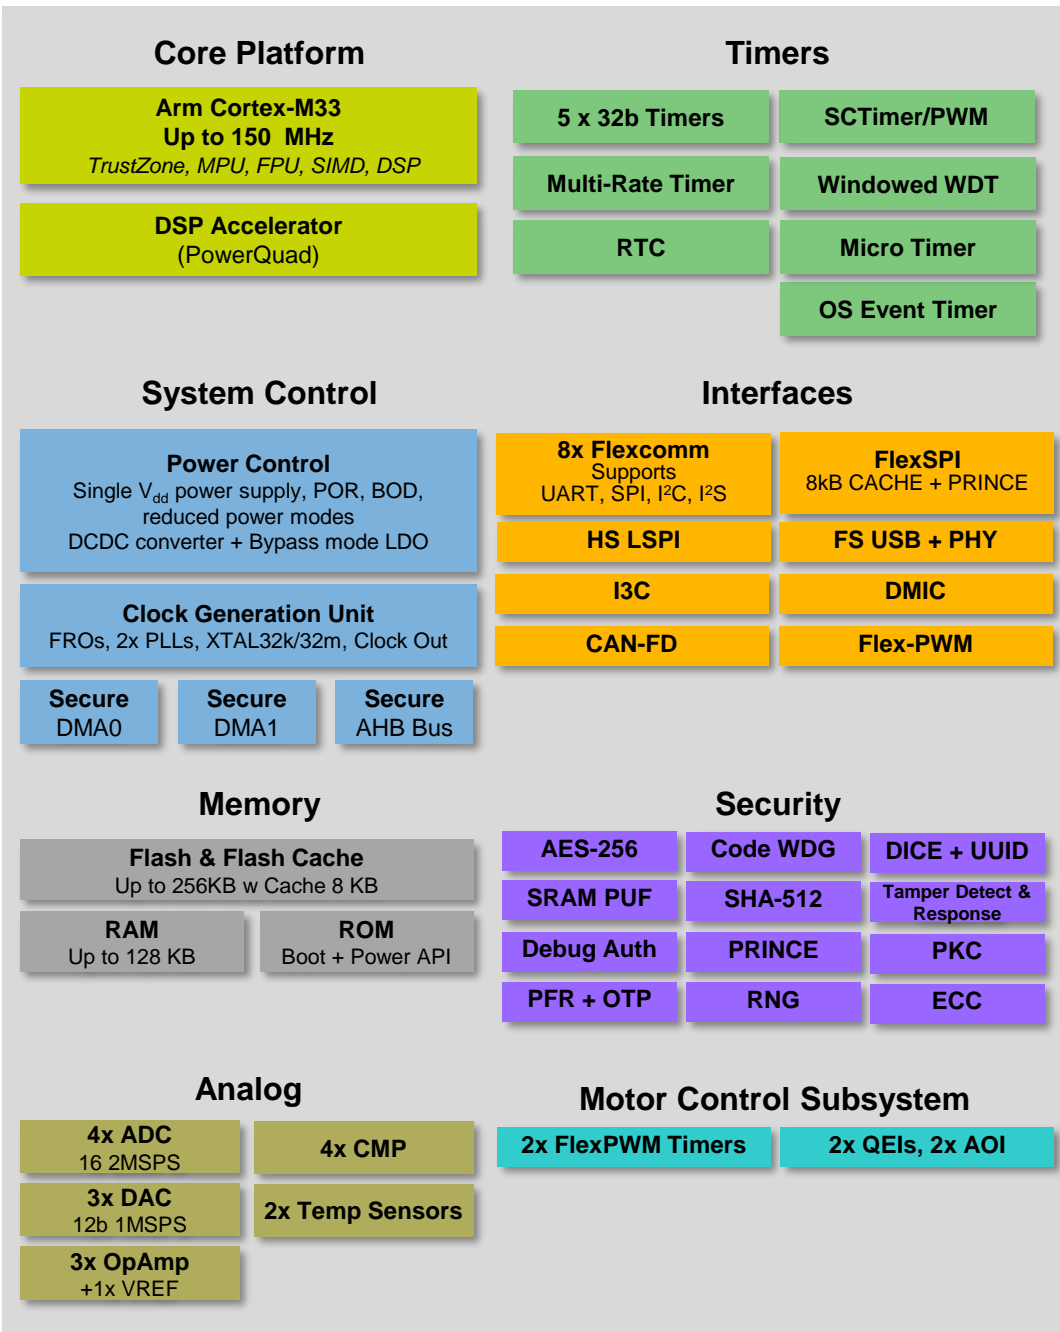 Core Platform
Arm Cortex-M33
Up to 150 MHz
TrustZone, MPU, FPU, SIMD, DSP
DSP Accelerator
(PowerQuad)
Timers
5 x 32b Timers
SCTimer/PWM
Multi-Rate Timer
Windowed WDT
RTC
Micro Timer
OS Event Timer
System Control
Power Control
Single Vdd power supply, POR, BOD,
reduced power modes
DCDC converter + Bypass mode LDO
Clock Generation Unit
FROs, 2x PLLs, XTAL32k/32m, Clock Out
Secure
DMA0
Secure
DMA1
Secure
AHB Bus
Interfaces
8x Flexcomm
Supports
UART, SPI, I²C, I²S
FlexSPI
8kB CACHE + PRINCE
HS LSPI
FS USB + PHY
I3C
DMIC
CAN-FD
Flex-PWM
Memory
Flash & Flash Cache
Up to 256KB w Cache 8 KB
RAM
Up to 128 KB
ROM
Boot + Power API
Security
AES-256
Code WDG
DICE + UUID
SRAM PUF
SHA-512
Tamper Detect &
Response
Debug Auth
PRINCE
PKC
PFR + OTP
RNG
ECC
Analog
4x ADC
16 2MSPS
4x CMP
3x DAC
12b 1MSPS
2x Temp Sensors
3x OpAmp
+1x VREF
Motor Control Subsystem
2x FlexPWM Timers
2x QEIs, 2x AOI